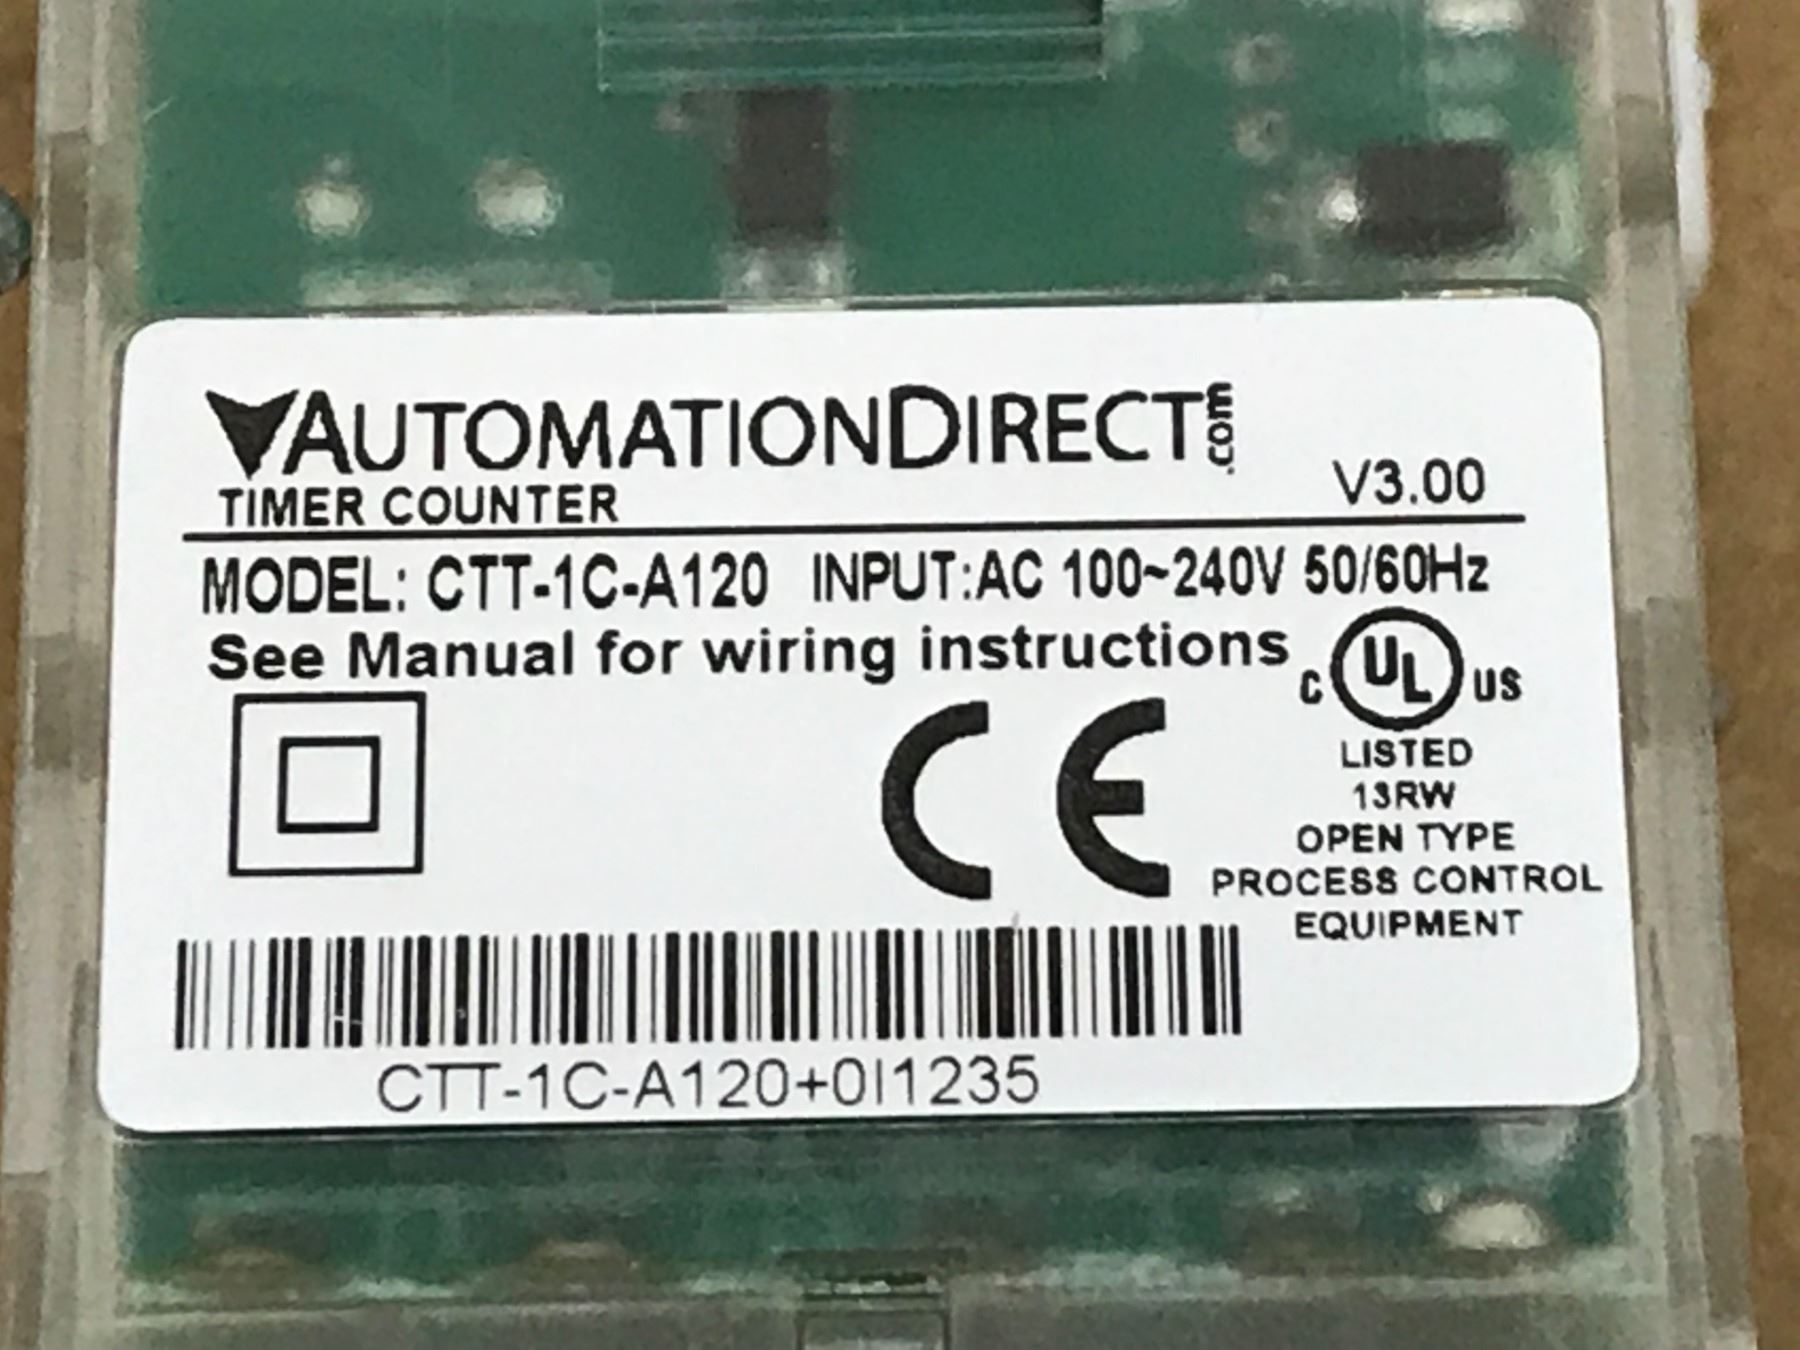 AUTOMATIONDIRECT.com
TIMER COUNTER V3.00
MODEL: CTT-1C-A120 INPUT:AC 100~240V 50/60Hz
See Manual for wiring instructions
C UL US
LISTED
13RW
OPEN TYPE
PROCESS CONTROL
EQUIPMENT
CE
CTT-1C-A120+0I1235